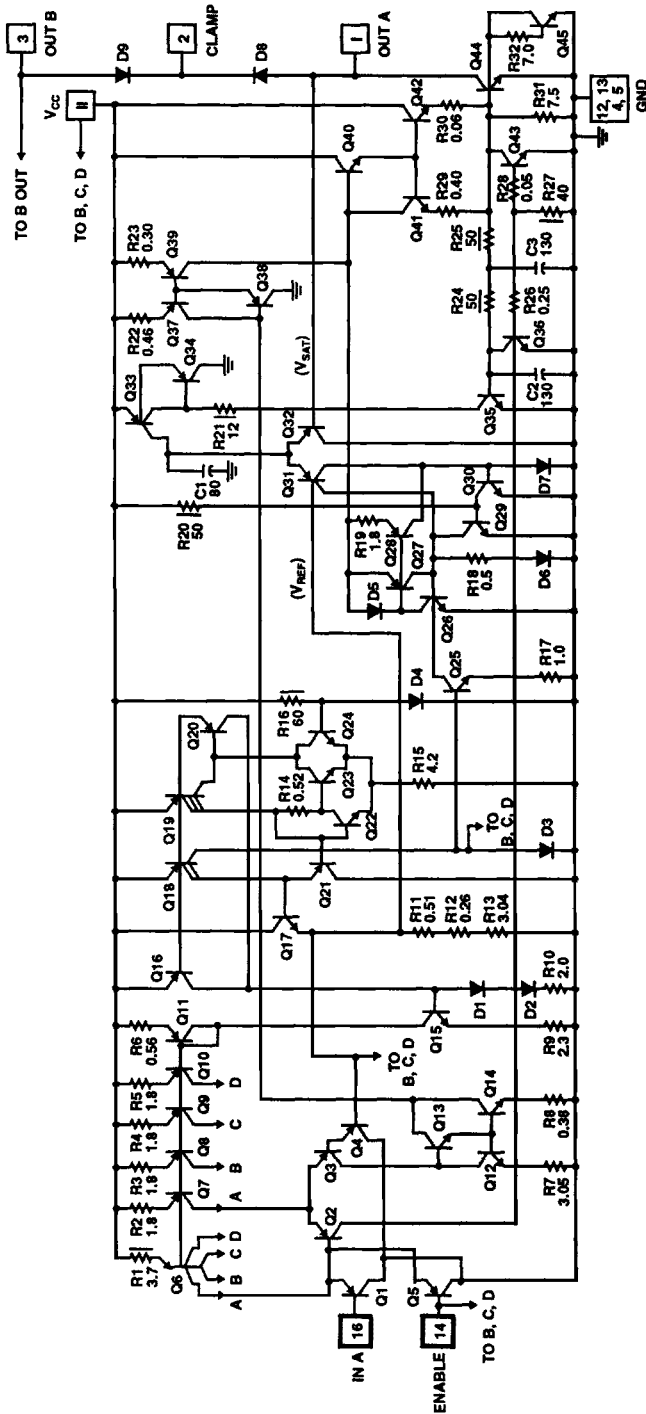 3 OUT B
TO B OUT
D9
2 CLAMP
D8
VCC
11
TO B, C, D
1 OUT A
R1
3.7
R2
1.8
R3
1.8
R4
1.8
R5
1.8
R6
0.56
Q6
Q7
Q8
Q9
Q10
Q11
Q16
Q18
Q19
Q20
A
B
C
D
A
B
C
D
R20
50
Q33
C1
80
Q34
R21
12
R22
0.46
R23
0.30
Q37
Q39
Q38
Q40
Q41
Q42
Q44
Q45
R29
0.40
R30
0.06
R32
7.0
R31
7.5
R14
0.52
Q22
Q23
Q24
R16
60
Q17
Q21
(VREF)
(VSAT)
Q31
Q32
R19
1.8
D5
Q28
Q27
Q26
R24
50
R25
50
IN A 16
ENABLE 14
TO B, C, D
Q1
Q2
Q3
Q4
Q5
TO
B, C, D
Q13
Q12
Q14
Q15
D1
D2
R7
3.05
R8
0.38
R9
2.3
R10
2.0
R11
0.51
R12
0.26
R13
3.04
TO
B, C, D
D3
R15
4.2
D4
Q25
R17
1.0
R18
0.5
D6
Q29
Q30
D7
Q35
C2
130
Q36
R26
0.25
C3
130
R28
0.05
R27
40
Q43
12, 13
4, 5
GND